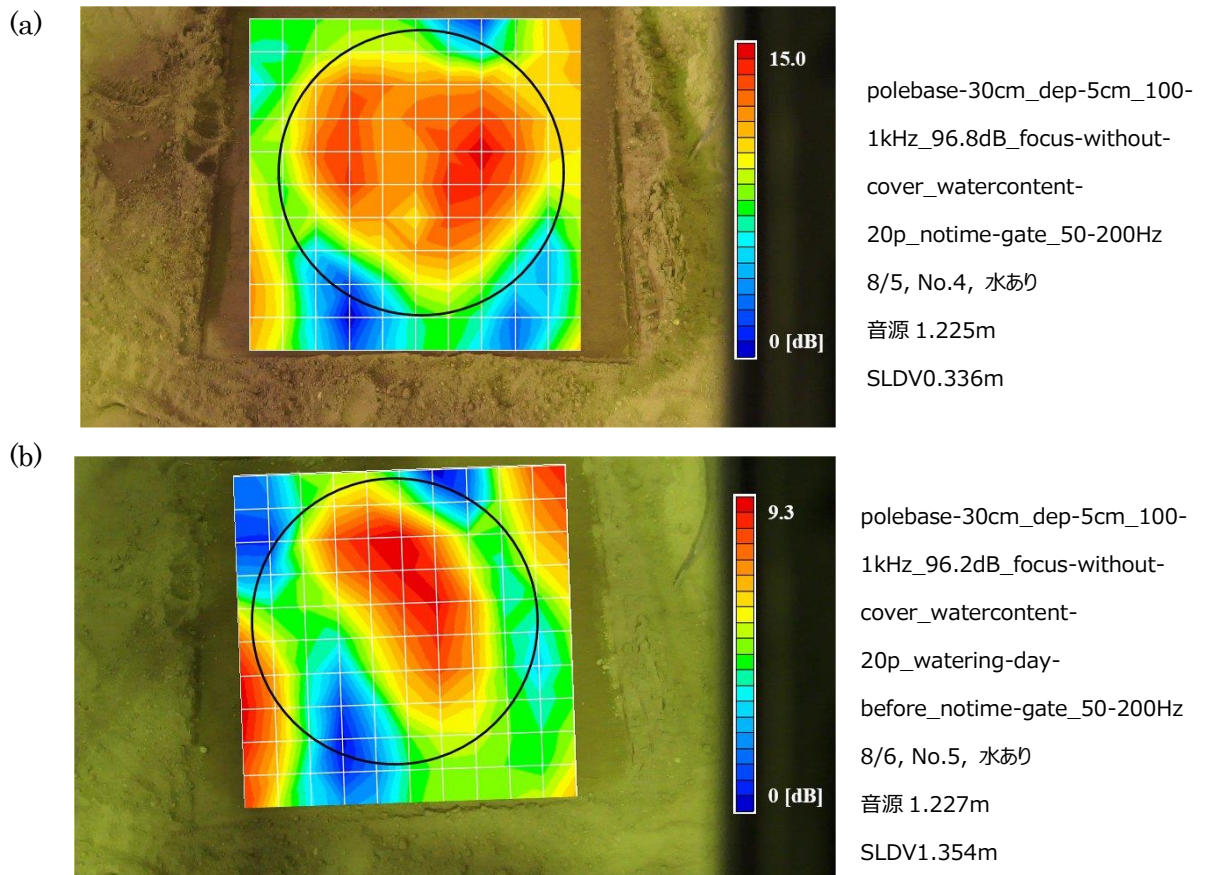 (a)
15.0
0 [dB]
polebase-30cm_dep-5cm_100-
1kHz_96.8dB_focus-without-
cover_watercontent-
20p_notime-gate_50-200Hz
8/5, No.4, 水あり
音源 1.225m
SLDV0.336m
(b)
9.3
0 [dB]
polebase-30cm_dep-5cm_100-
1kHz_96.2dB_focus-without-
cover_watercontent-
20p_watering-day-
before_notime-gate_50-200Hz
8/6, No.5, 水あり
音源 1.227m
SLDV1.354m